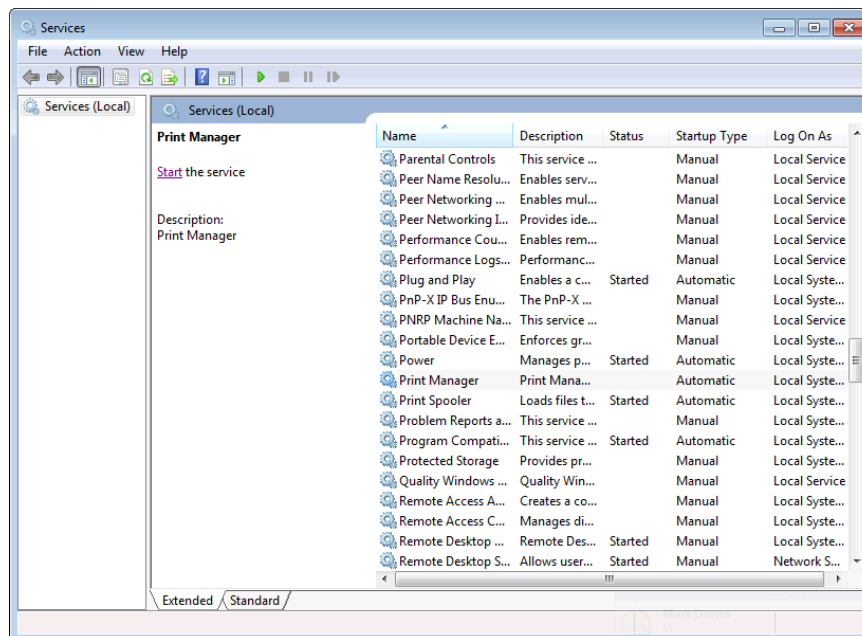 Services
File Action View Help
Services (Local)
Services (Local)
Print Manager
Start the service
Description:
Print Manager
Name Description Status Startup Type Log On As
Parental Controls This service ... Manual Local Service
Peer Name Resolu... Enables serv... Manual Local Service
Peer Networking ... Enables mul... Manual Local Service
Peer Networking I... Provides ide... Manual Local Service
Performance Cou... Enables rem... Manual Local Service
Performance Logs... Performanc... Manual Local Service
Plug and Play Enables a c... Started Automatic Local Syste...
PnP-X IP Bus Enu... The PnP-X ... Manual Local Syste...
PNRP Machine Na... This service ... Manual Local Service
Portable Device E... Enforces gr... Manual Local Syste...
Power Manages p... Started Automatic Local Syste...
Print Manager Print Mana... Automatic Local Syste...
Print Spooler Loads files t... Started Automatic Local Syste...
Problem Reports a... This service ... Manual Local Syste...
Program Compati... This service ... Started Automatic Local Syste...
Protected Storage Provides pr... Manual Local Syste...
Quality Windows ... Quality Win... Manual Local Service
Remote Access A... Creates a co... Manual Local Syste...
Remote Access C... Manages di... Manual Local Syste...
Remote Desktop ... Remote Des... Started Manual Local Syste...
Remote Desktop S... Allows user... Started Manual Network S...
Extended Standard